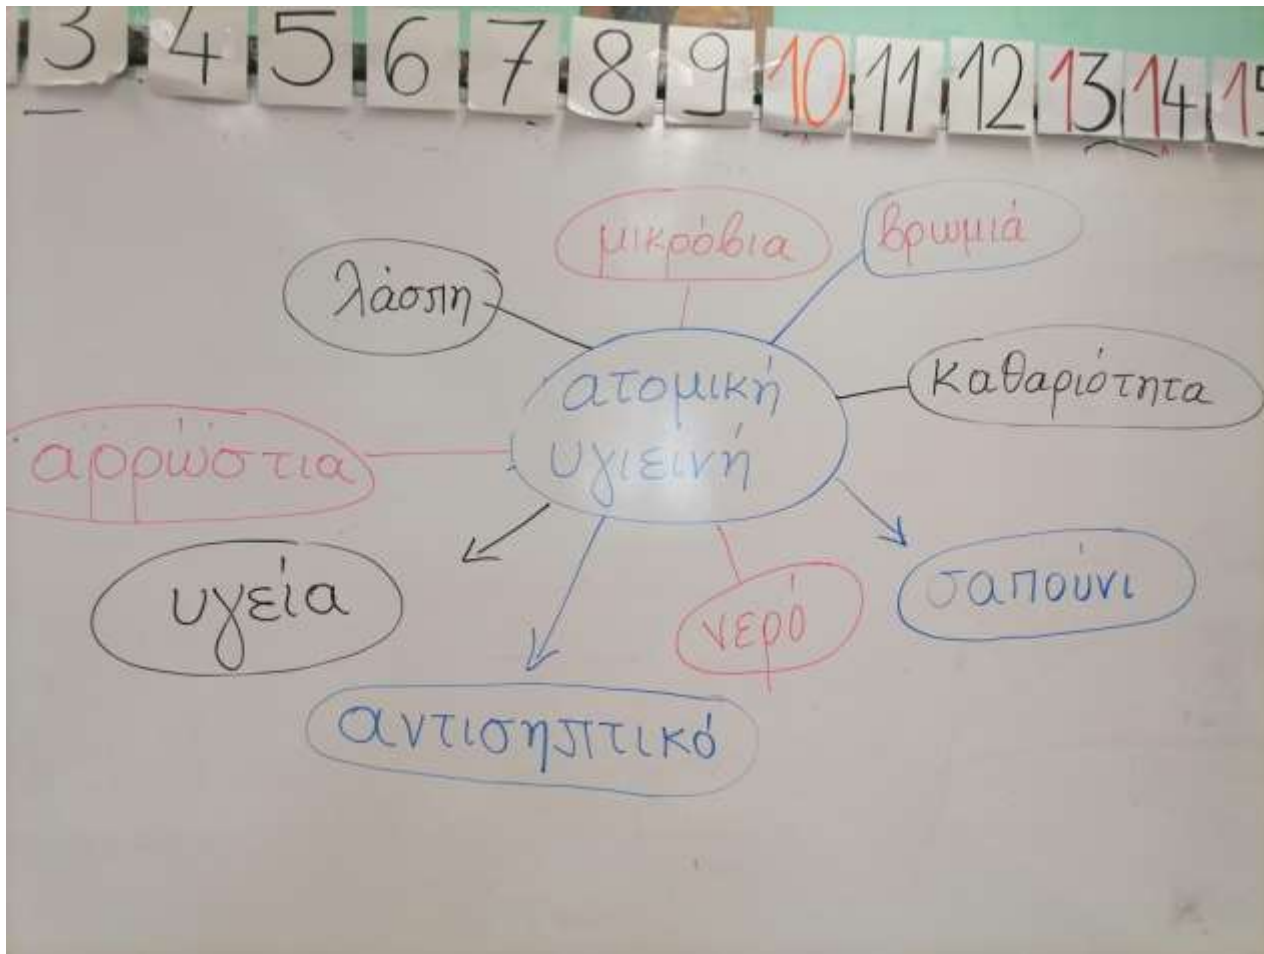 3 4 5 6 7 8 9 10 11 12 13 14 15
μικρόβια
βρωμιά
λάσπη
ατομική
υγιεινή
καθαριότητα
αρρώστια
υγεία
σαπούνι
νερό
αντισηπτικό